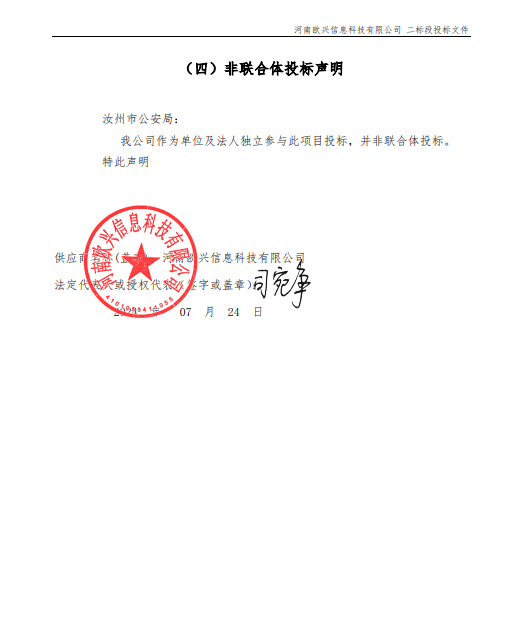 河南欧兴信息科技有限公司 二标段投标文件
（四）非联合体投标声明
汝州市公安局：
我公司作为单位及法人独立参与此项目投标，并非联合体投标。
特此声明
供应商名称(盖章)：河南欧兴信息科技有限公司
河南欧兴信息科技有限公司
法定代表人或授权代表（签字或盖章）：
年 07 月 24 日